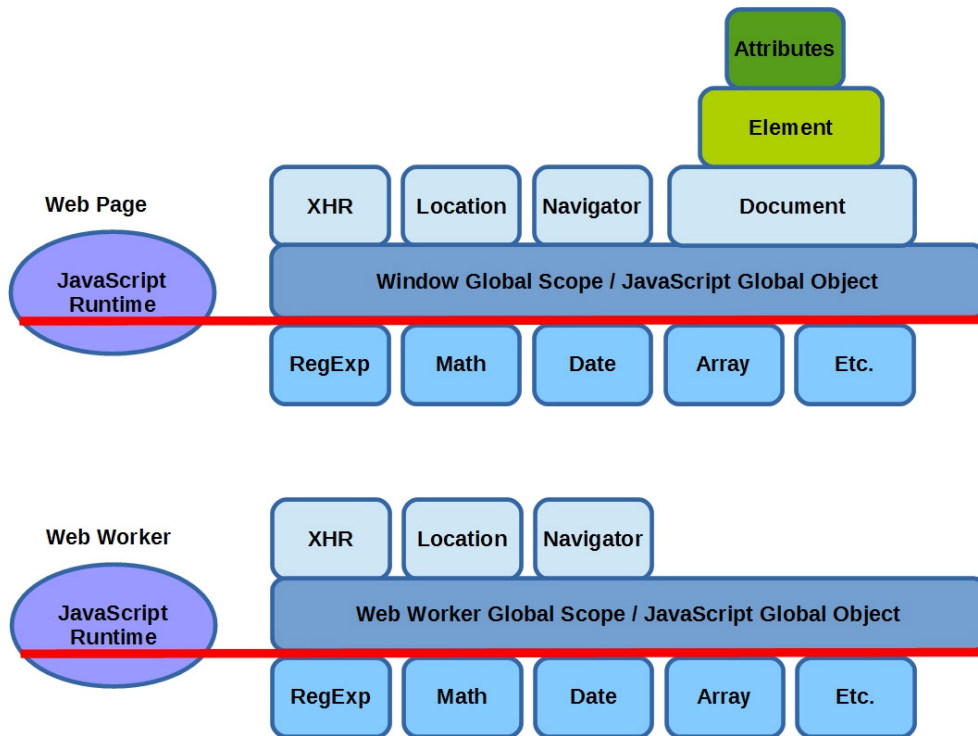 Attributes
Element
Web Page
XHR
Location
Navigator
Document
JavaScript
Runtime
Window Global Scope / JavaScript Global Object
RegExp
Math
Date
Array
Etc.
Web Worker
XHR
Location
Navigator
JavaScript
Runtime
Web Worker Global Scope / JavaScript Global Object
RegExp
Math
Date
Array
Etc.